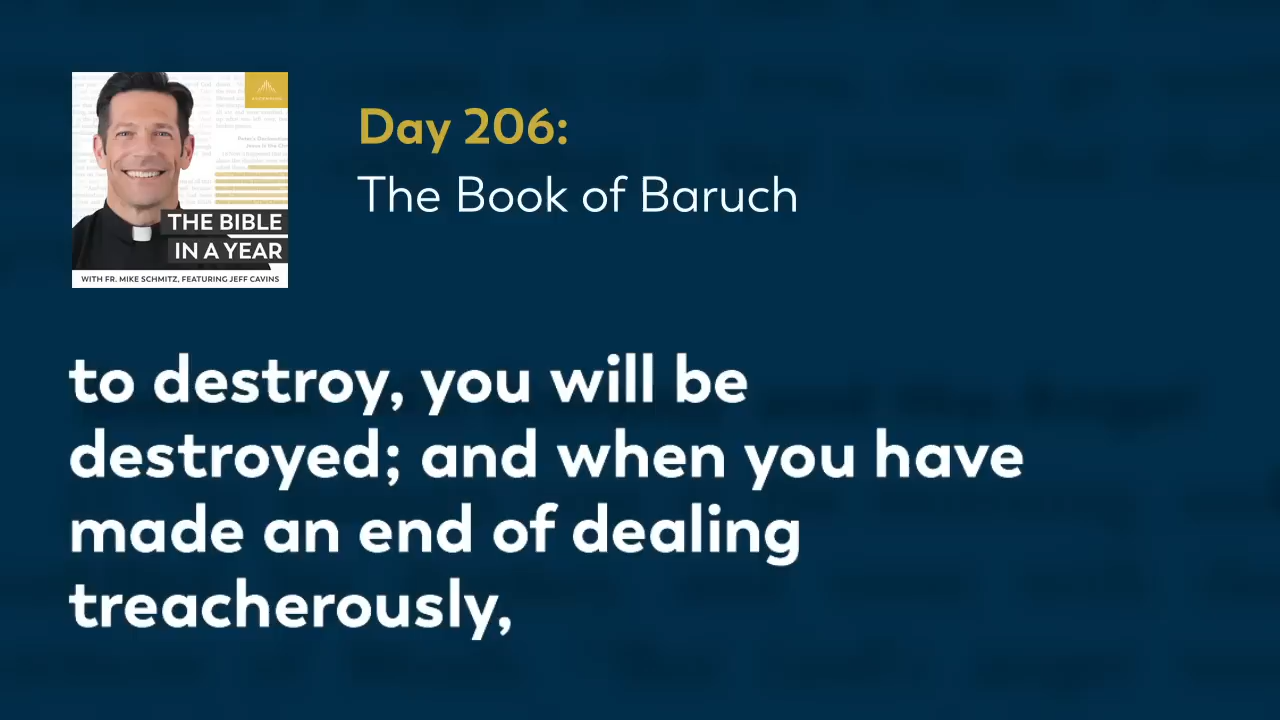 Day 206:
The Book of Baruch
THE BIBLE
IN A YEAR
WITH FR. MIKE SCHMITZ, FEATURING JEFF CAVINS
to destroy, you will be
destroyed; and when you have
made an end of dealing
treacherously,